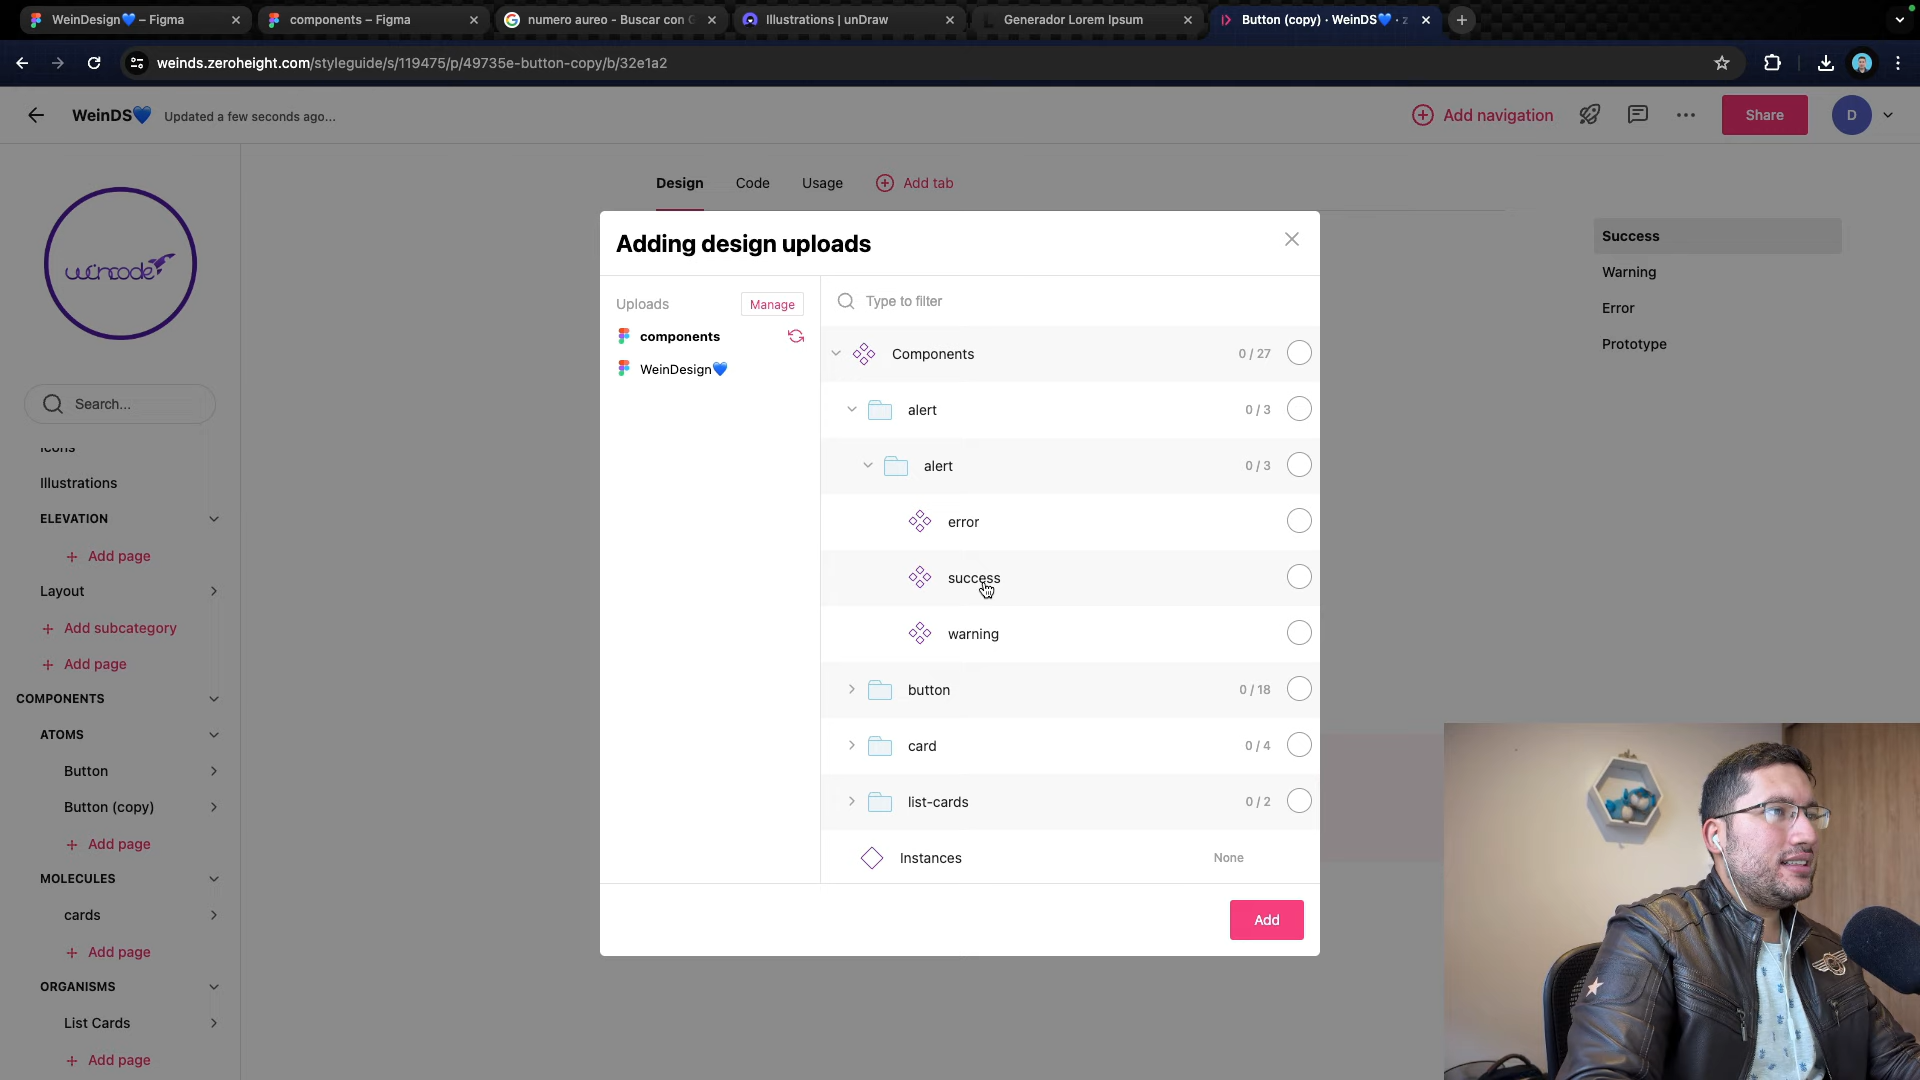 WeinDesign💙 – Figma
components – Figma
numero aureo - Buscar con G
Illustrations | unDraw
Generador Lorem Ipsum
Button (copy) · WeinDS💙 · z
weinds.zeroheight.com/styleguide/s/119475/p/49735e-button-copy/b/32e1a2
WeinDS💙
Updated a few seconds ago...
Add navigation
Share
D
Design
Code
Usage
Add tab
wincode
Search...
Icons
Illustrations
ELEVATION
Add page
Layout
Add subcategory
Add page
COMPONENTS
ATOMS
Button
Button (copy)
Add page
MOLECULES
cards
Add page
ORGANISMS
List Cards
Add page
Adding design uploads
Uploads
Manage
components
WeinDesign💙
Type to filter
Components 0 / 27
alert 0 / 3
alert 0 / 3
error
success
warning
button 0 / 18
card 0 / 4
list-cards 0 / 2
Instances None
Add
Success
Warning
Error
Prototype